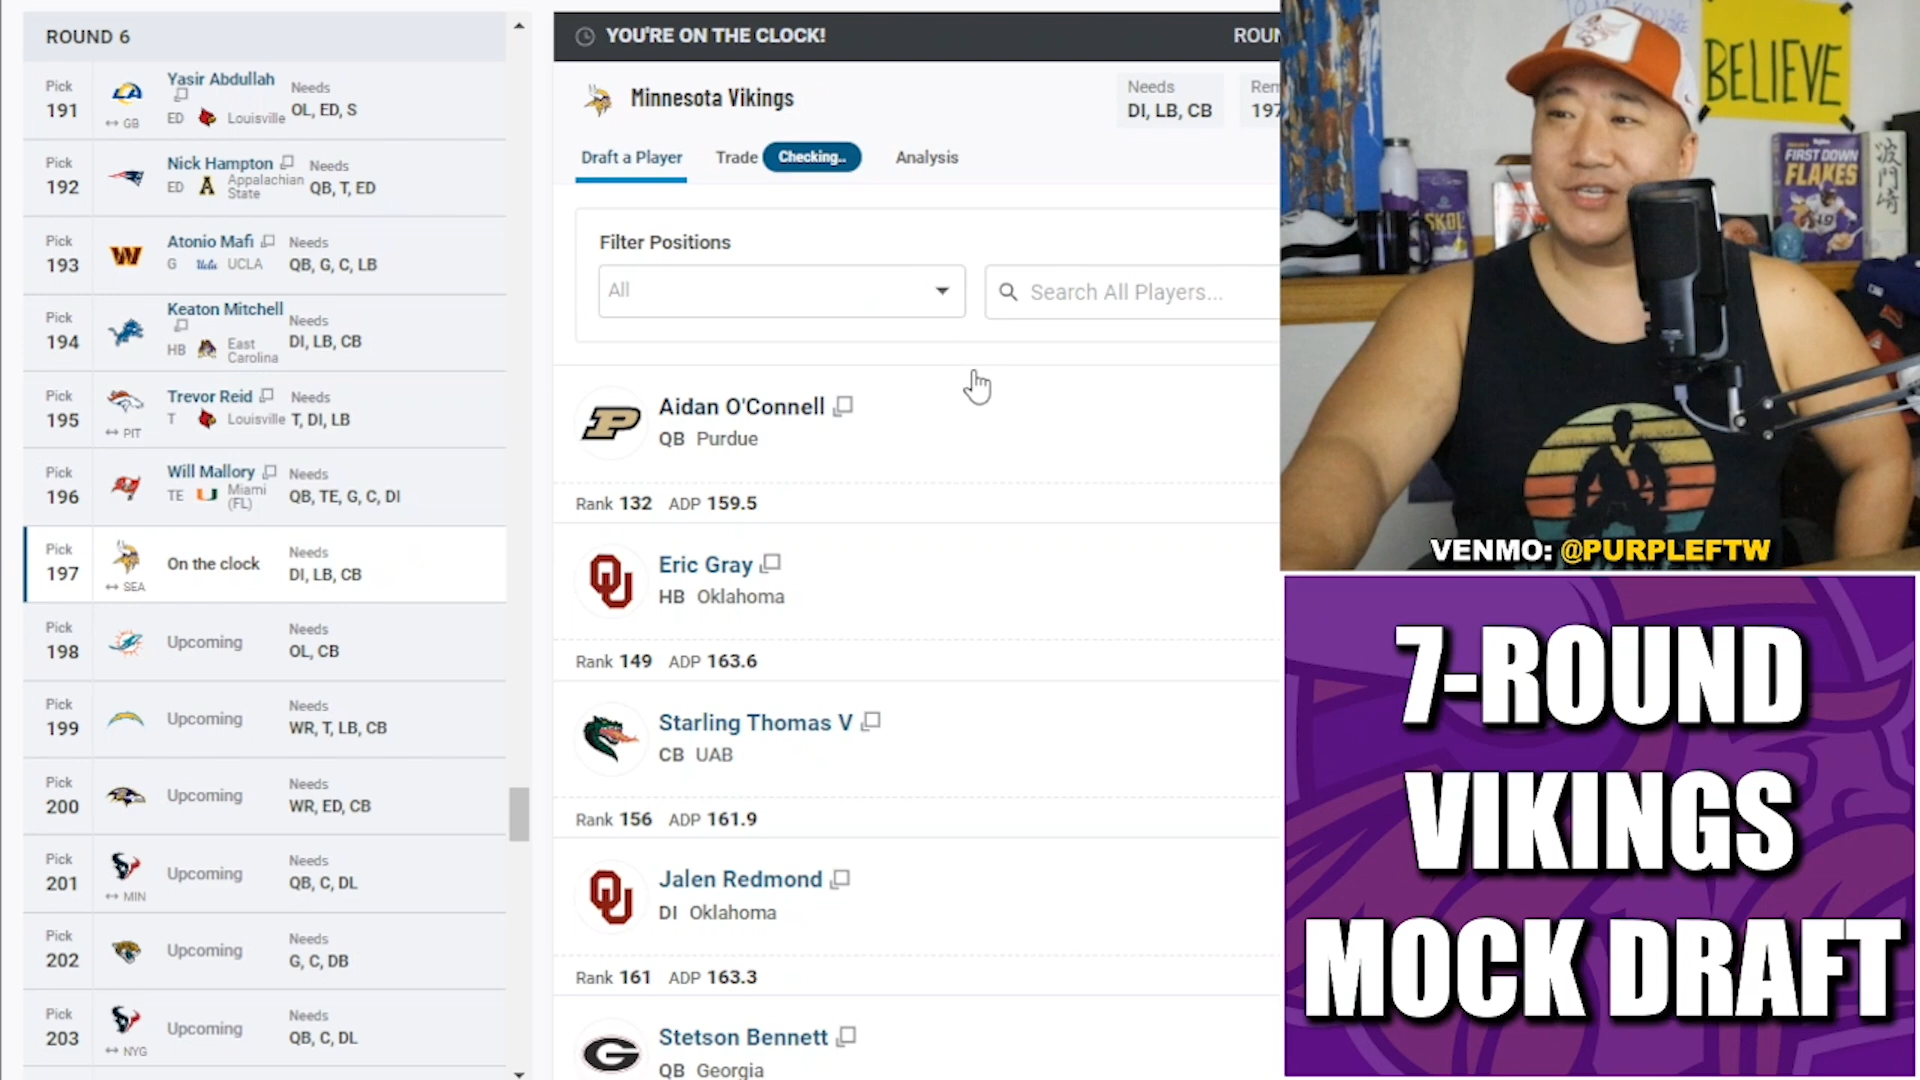 ROUND 6
Pick
191
↔ GB
Yasir Abdullah
ED Louisville
Needs
OL, ED, S
Pick
192
Nick Hampton
ED Appalachian
State
Needs
QB, T, ED
Pick
193
Atonio Mafi
G Ucla UCLA
Needs
QB, G, C, LB
Pick
194
Keaton Mitchell
HB East
Carolina
Needs
DI, LB, CB
Pick
195
↔ PIT
Trevor Reid
T Louisville
Needs
T, DI, LB
Pick
196
Will Mallory
TE Miami
(FL)
Needs
QB, TE, G, C, DI
Pick
197
↔ SEA
On the clock
Needs
DI, LB, CB
Pick
198
Upcoming
Needs
OL, CB
Pick
199
Upcoming
Needs
WR, T, LB, CB
Pick
200
Upcoming
Needs
WR, ED, CB
Pick
201
↔ MIN
Upcoming
Needs
QB, C, DL
Pick
202
Upcoming
Needs
G, C, DB
Pick
203
↔ NYG
Upcoming
Needs
QB, C, DL
YOU'RE ON THE CLOCK!
ROUN
Minnesota Vikings
Needs
DI, LB, CB
Rem
197
Draft a Player
Trade Checking..
Analysis
Filter Positions
All
Search All Players...
Aidan O'Connell
QB Purdue
Rank 132 ADP 159.5
Eric Gray
HB Oklahoma
Rank 149 ADP 163.6
Starling Thomas V
CB UAB
Rank 156 ADP 161.9
Jalen Redmond
DI Oklahoma
Rank 161 ADP 163.3
Stetson Bennett
QB Georgia
BELIEVE
FIRST DOWN
FLAKES
SKOL
VENMO: @PURPLEFTW
7-ROUND
VIKINGS
MOCK DRAFT